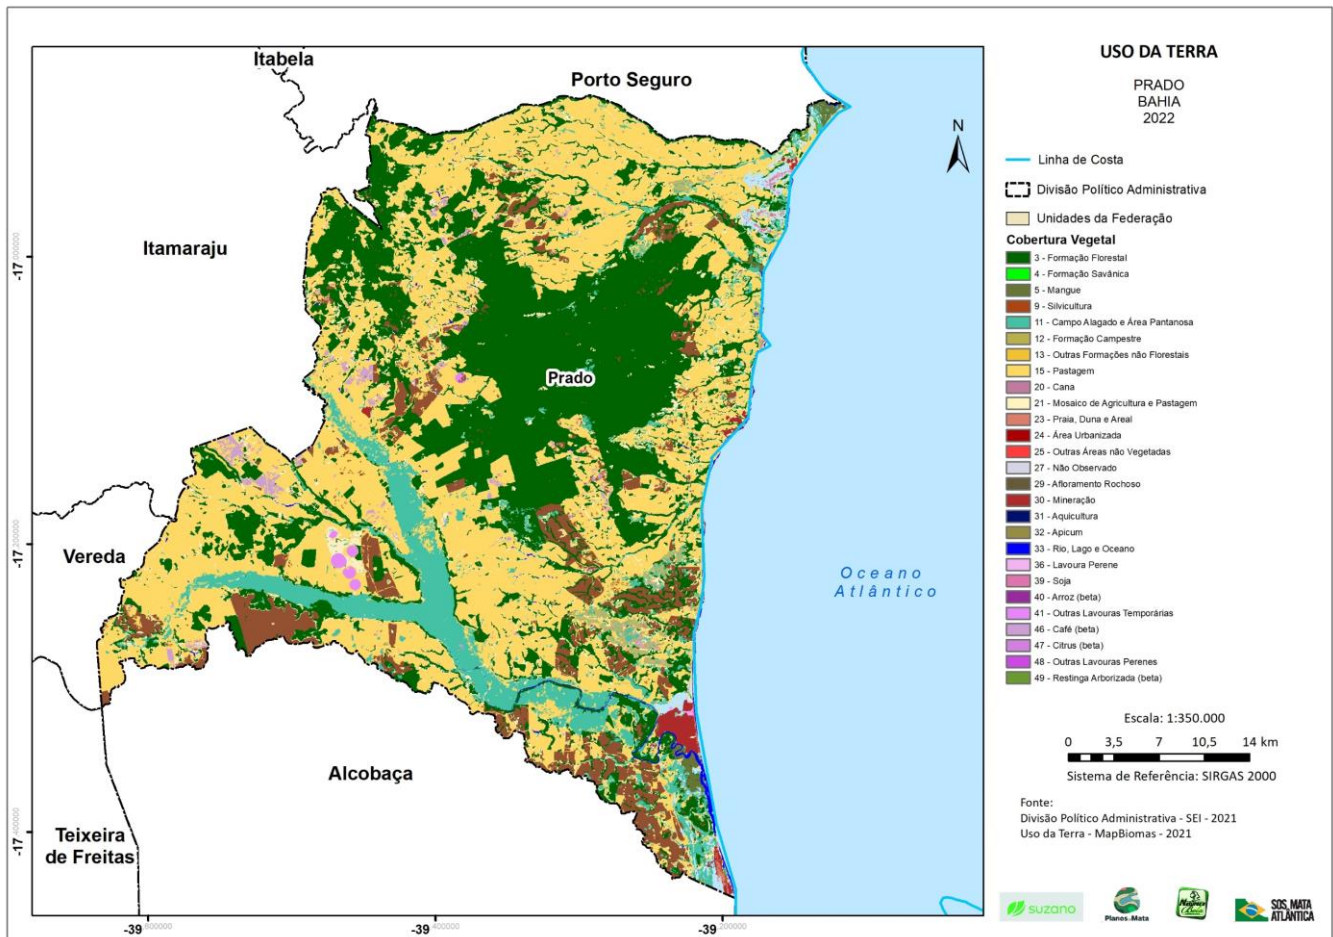 Itabela
Porto Seguro
N
Itamaraju
Prado
Vereda
Oceano
Atlântico
Alcobaça
Teixeira
de Freitas
-17,000000
-17,200000
-17,400000
-39,600000
-39,400000
-39,200000
USO DA TERRA
PRADO
BAHIA
2022
Linha de Costa
Divisão Político Administrativa
Unidades da Federação
Cobertura Vegetal
3 - Formação Florestal
4 - Formação Savânica
5 - Mangue
9 - Silvicultura
11 - Campo Alagado e Área Pantanosa
12 - Formação Campestre
13 - Outras Formações não Florestais
15 - Pastagem
20 - Cana
21 - Mosaico de Agricultura e Pastagem
23 - Praia, Duna e Areal
24 - Área Urbanizada
25 - Outras Áreas não Vegetadas
27 - Não Observado
29 - Afloramento Rochoso
30 - Mineração
31 - Aquicultura
32 - Apicum
33 - Rio, Lago e Oceano
36 - Lavoura Perene
39 - Soja
40 - Arroz (beta)
41 - Outras Lavouras Temporárias
46 - Café (beta)
47 - Citrus (beta)
48 - Outras Lavouras Perenes
49 - Restinga Arborizada (beta)
Escala: 1:350.000
0 3,5 7 10,5 14 km
Sistema de Referência: SIRGAS 2000
Fonte:
Divisão Político Administrativa - SEI - 2021
Uso da Terra - MapBiomas - 2021
suzano
Planos da Mata
SOS MATA
ATLÂNTICA